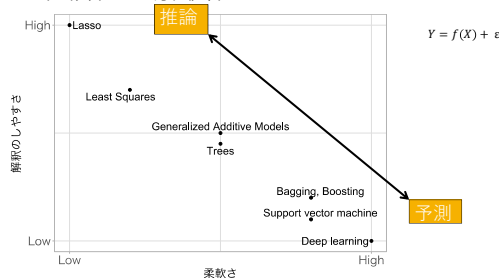 推論
High
Lasso
Y = f(X) + ε
Least Squares
Generalized Additive Models
Trees
解釈のしやすさ
Bagging, Boosting
Support vector machine
予測
Low
Deep learning
Low
High
柔軟さ